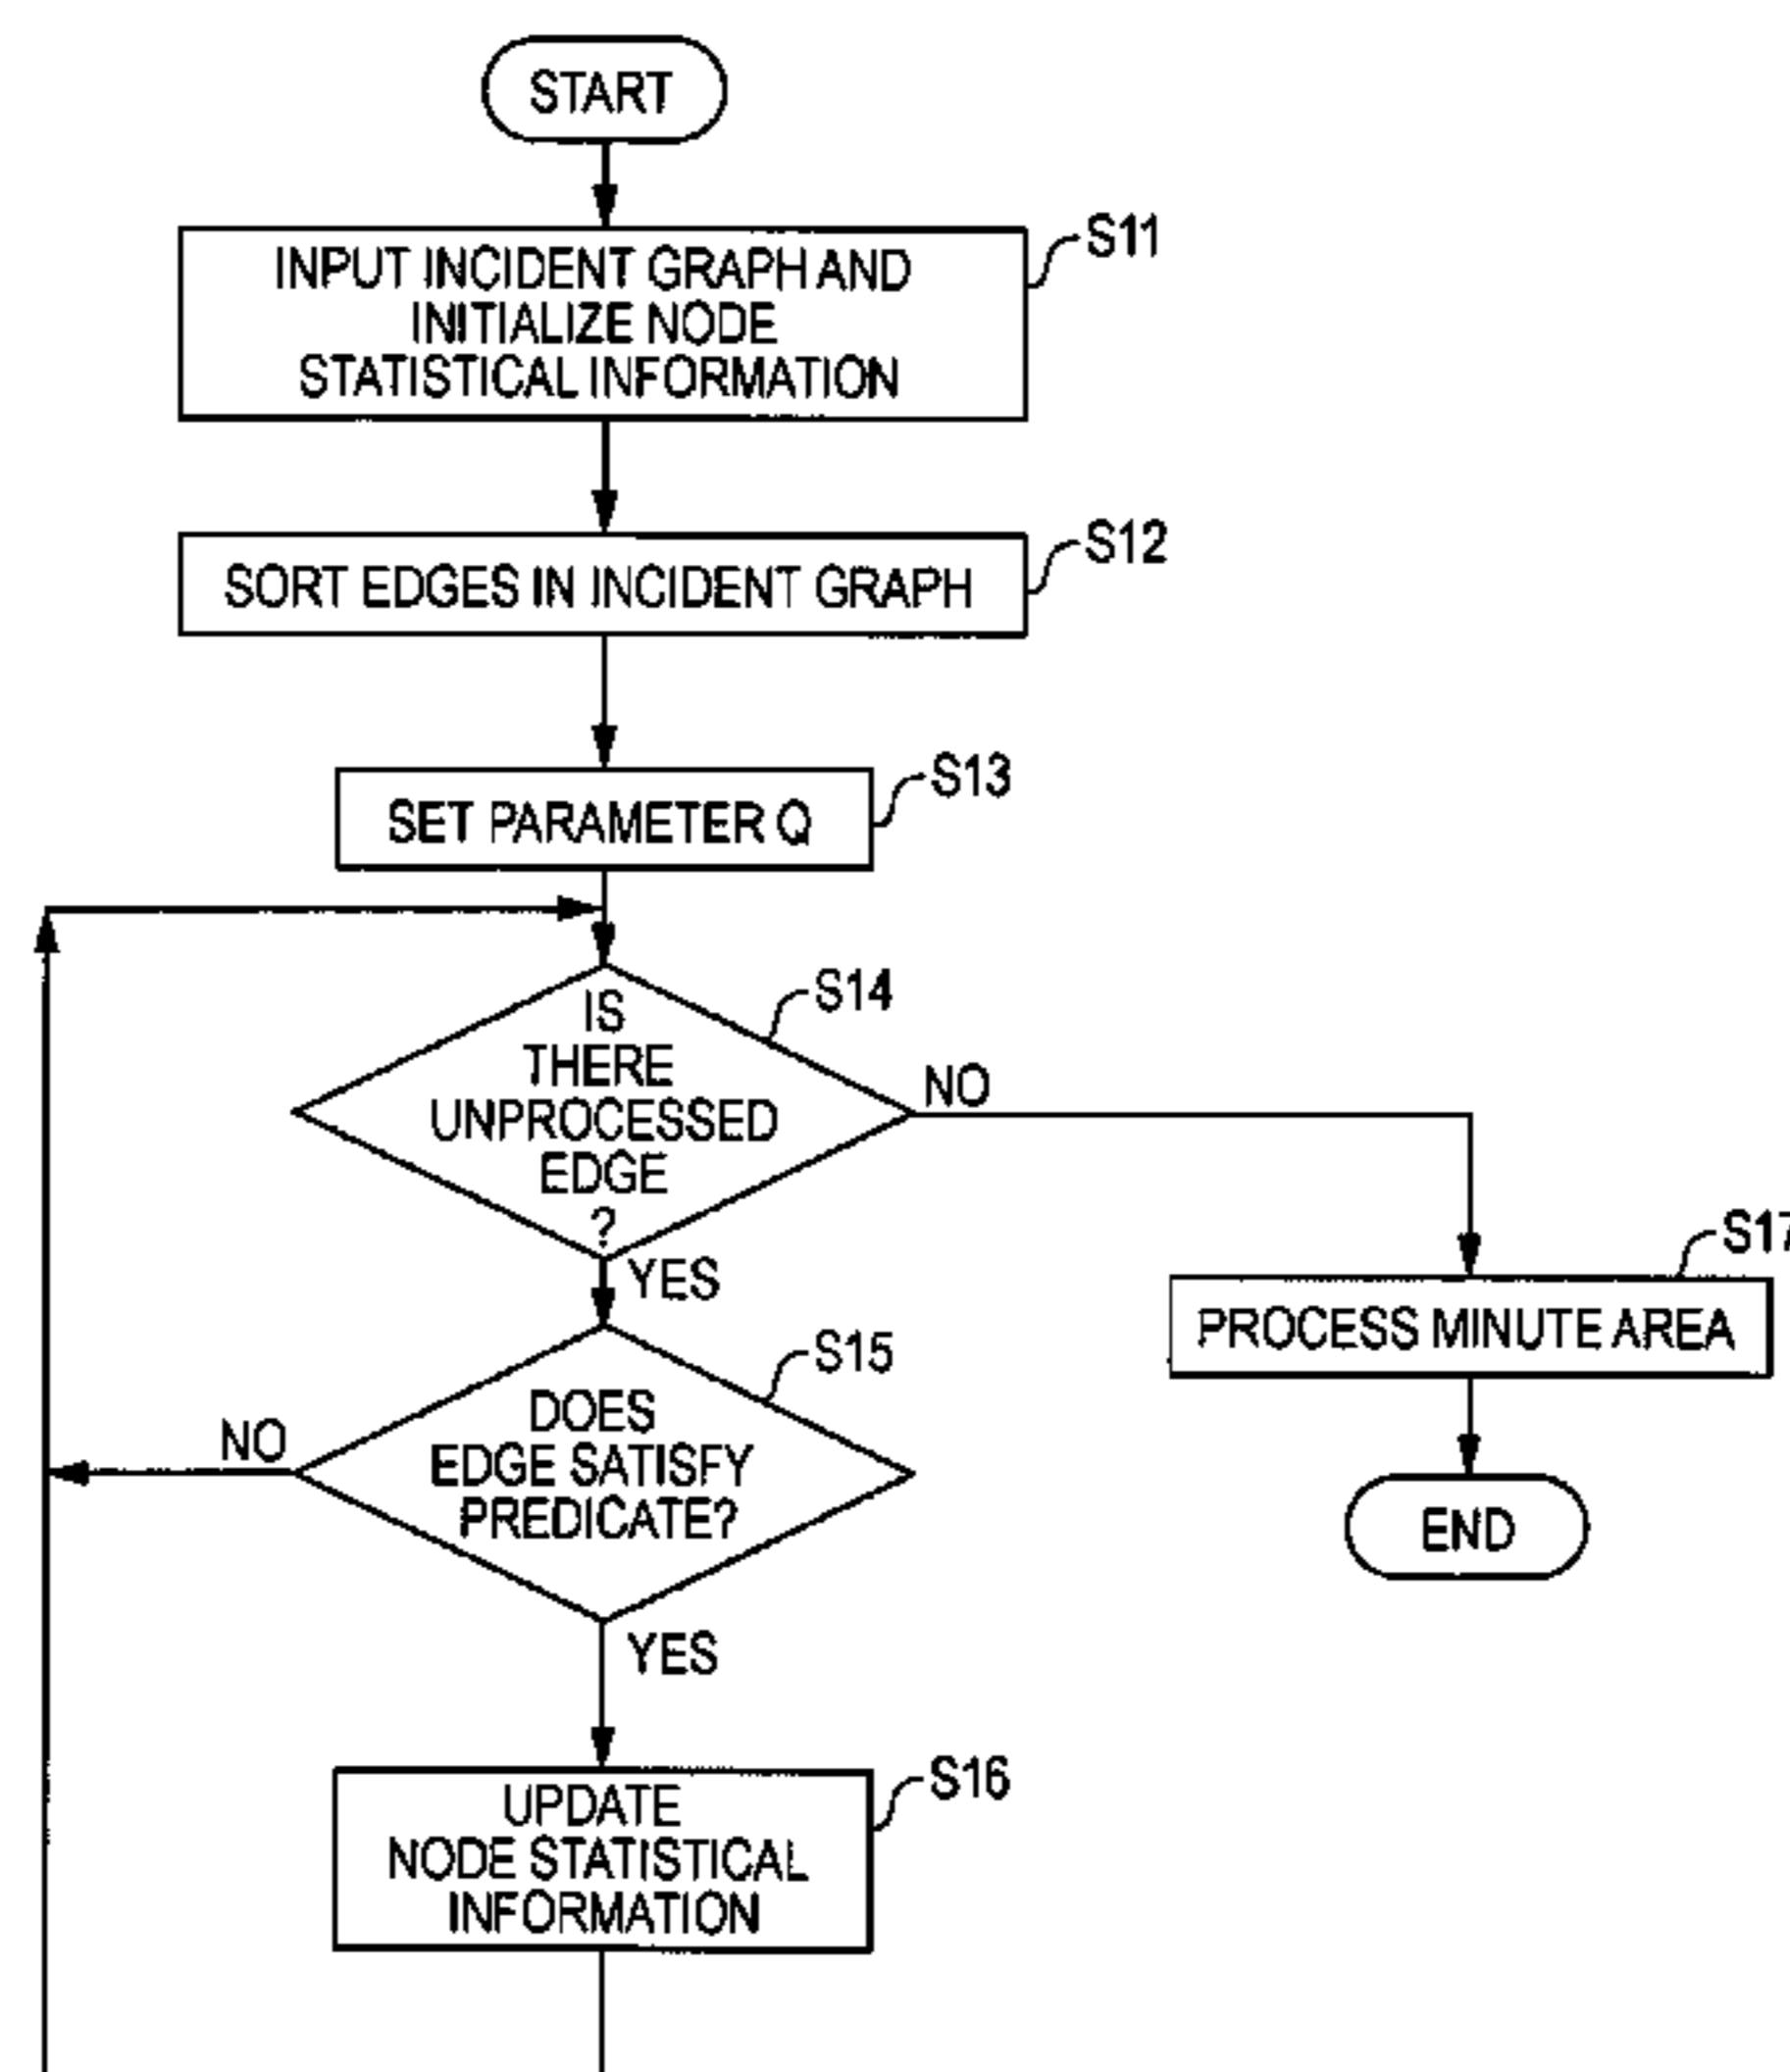 START
INPUT INCIDENT GRAPH AND
INITIALIZE NODE
STATISTICAL INFORMATION
S11
SORT EDGES IN INCIDENT GRAPH
S12
SET PARAMETER Q
S13
IS
THERE
UNPROCESSED
EDGE
?
S14
NO
YES
DOES
EDGE SATISFY
PREDICATE?
S15
NO
YES
UPDATE
NODE STATISTICAL
INFORMATION
S16
S17
PROCESS MINUTE AREA
END